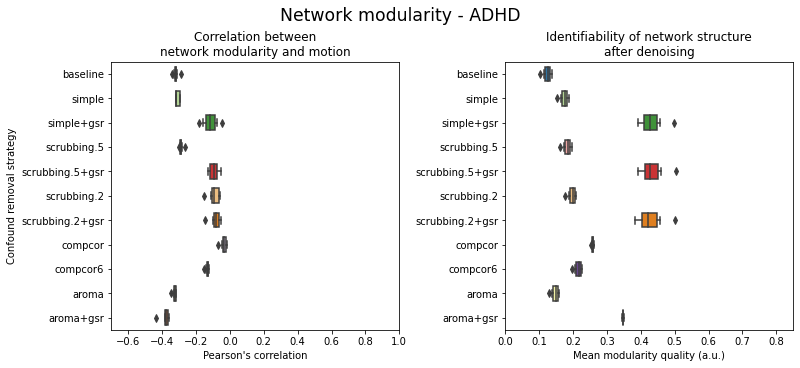 Network modularity - ADHD
Correlation between
network modularity and motion
Confound removal strategy
baseline
simple
simple+gsr
scrubbing.5
scrubbing.5+gsr
scrubbing.2
scrubbing.2+gsr
compcor
compcor6
aroma
aroma+gsr
−0.6 −0.4 −0.2 0.0 0.2 0.4 0.6 0.8 1.0
Pearson's correlation
Identifiability of network structure
after denoising
baseline
simple
simple+gsr
scrubbing.5
scrubbing.5+gsr
scrubbing.2
scrubbing.2+gsr
compcor
compcor6
aroma
aroma+gsr
0.0 0.1 0.2 0.3 0.4 0.5 0.6 0.7 0.8
Mean modularity quality (a.u.)